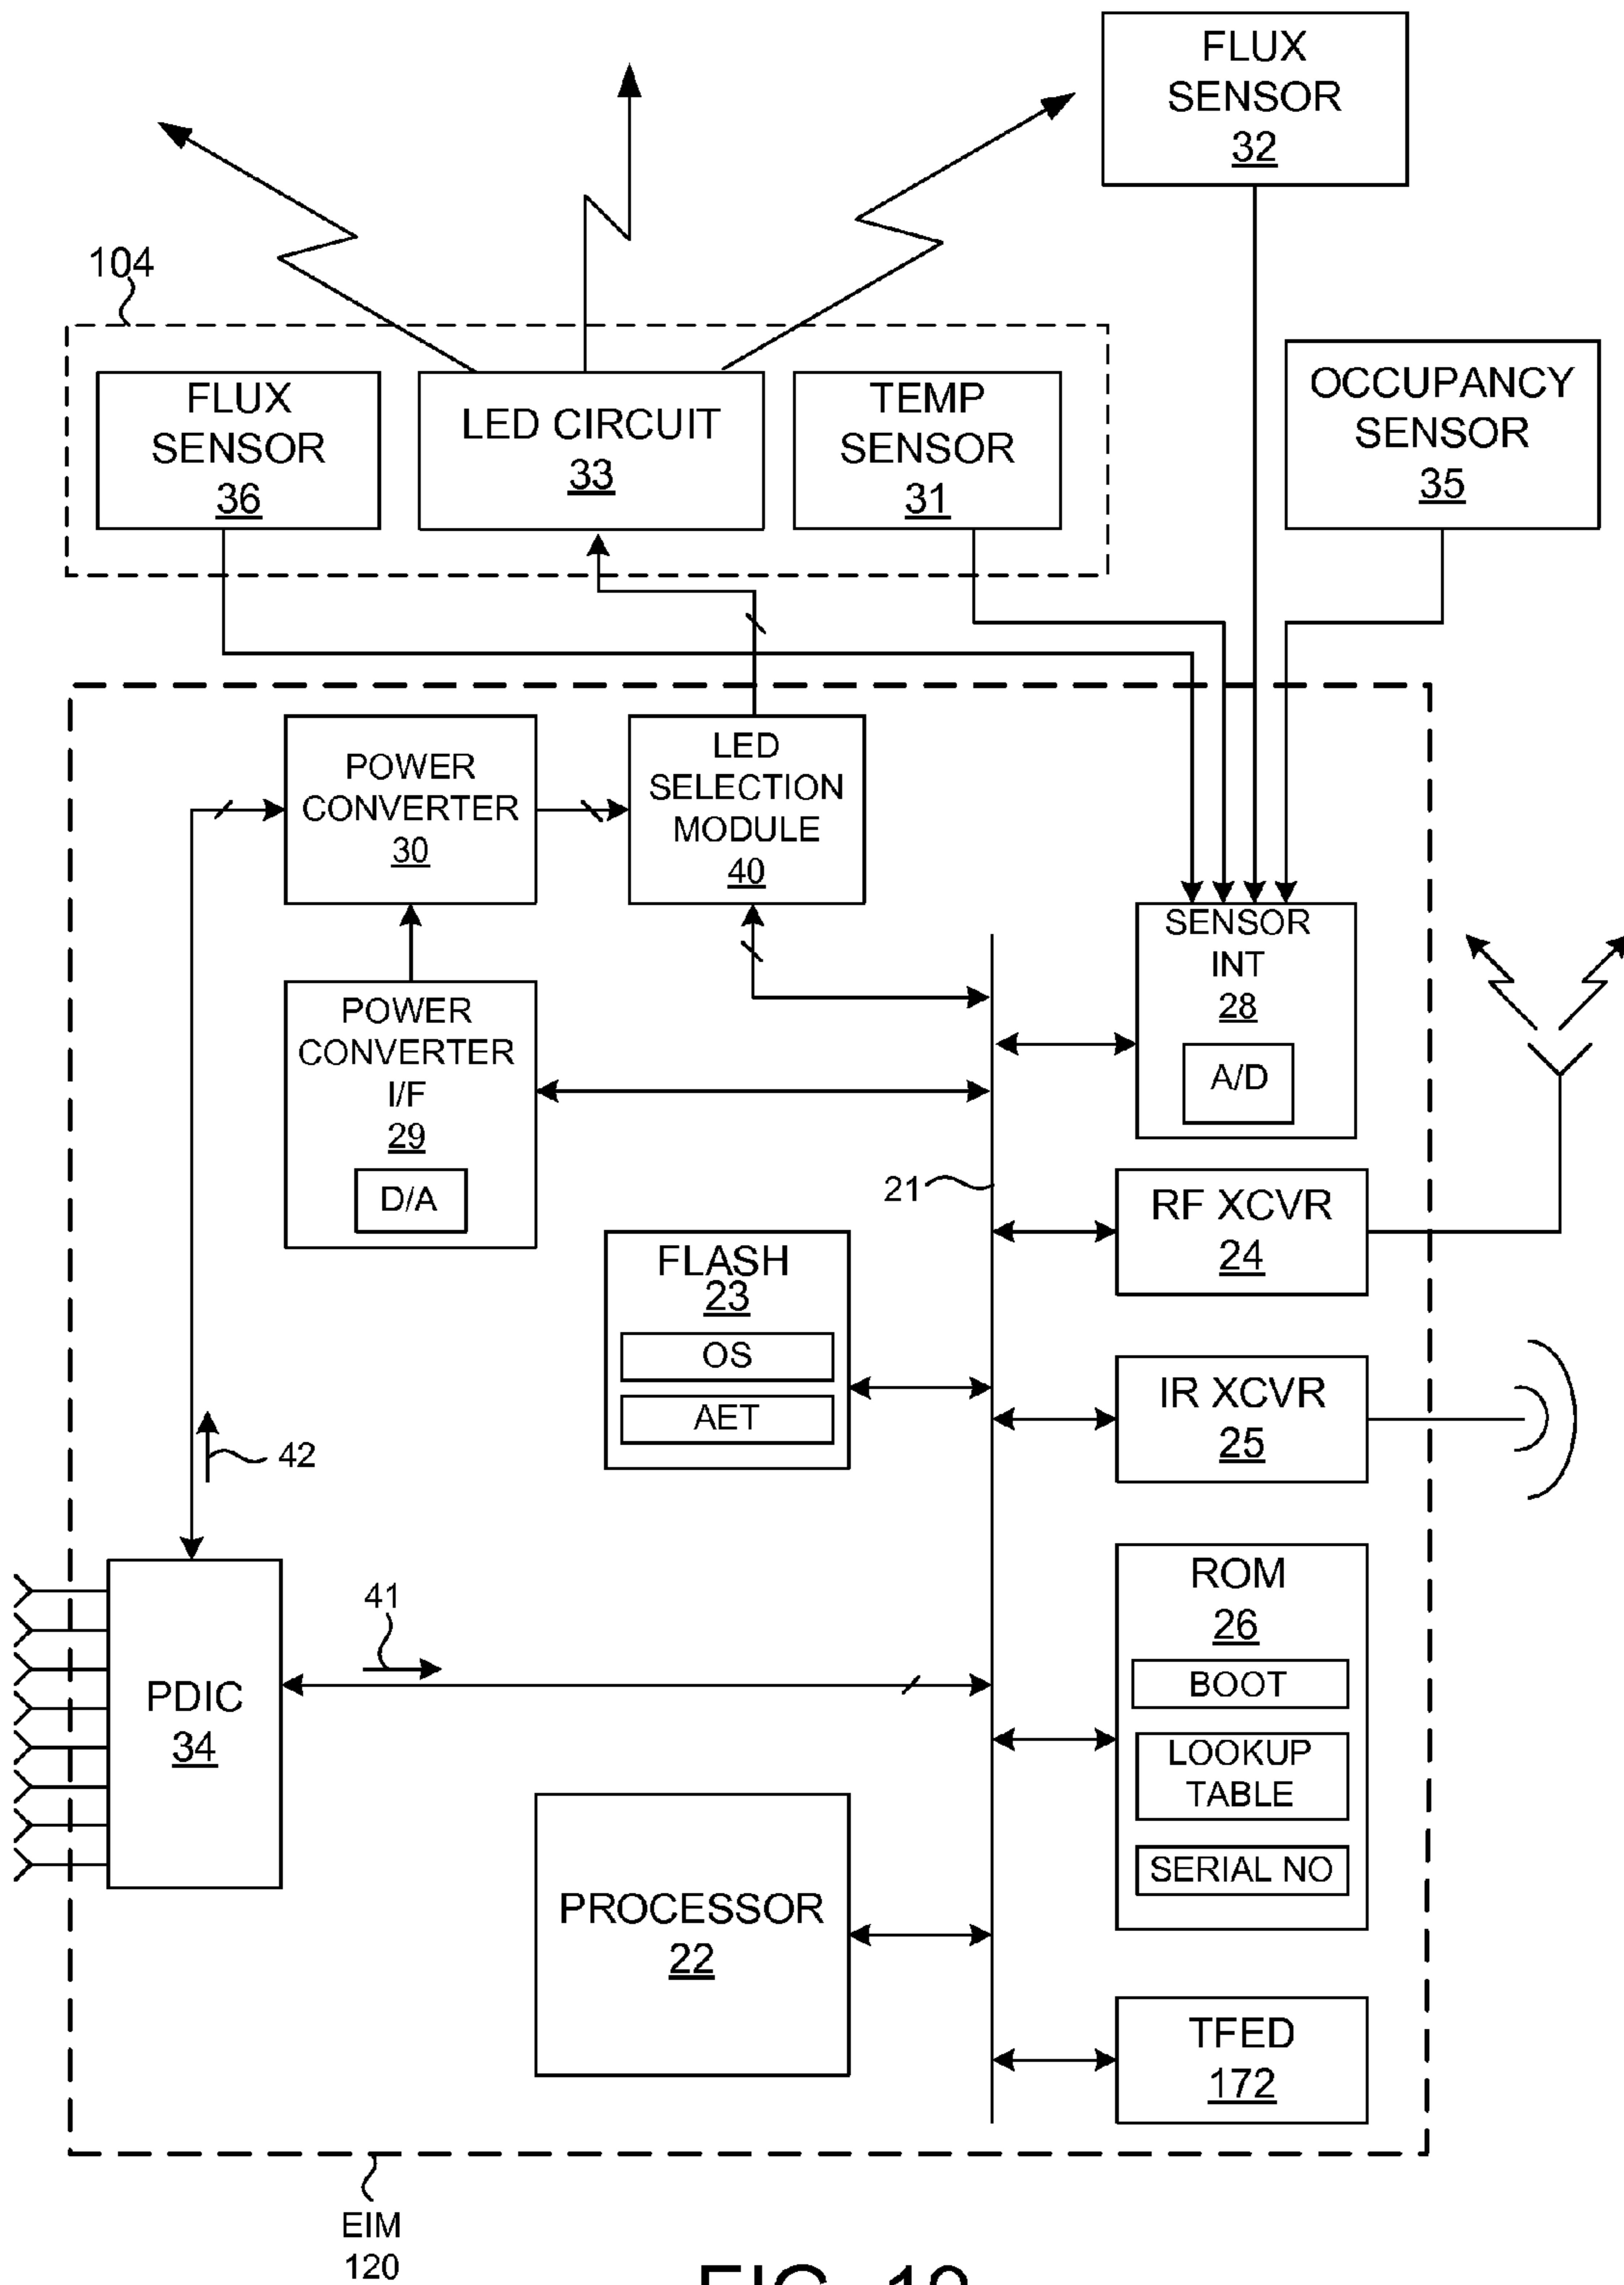 FLUX
SENSOR
32
104
FLUX
SENSOR
36
LED CIRCUIT
33
TEMP
SENSOR
31
OCCUPANCY
SENSOR
35
POWER
CONVERTER
30
LED
SELECTION
MODULE
40
SENSOR
INT
28
A/D
POWER
CONVERTER
I/F
29
D/A
21
RF XCVR
24
FLASH
23
OS
AET
IR XCVR
25
42
41
PDIC
34
ROM
26
BOOT
LOOKUP
TABLE
SERIAL NO
PROCESSOR
22
TFED
172
EIM
120
FIG.